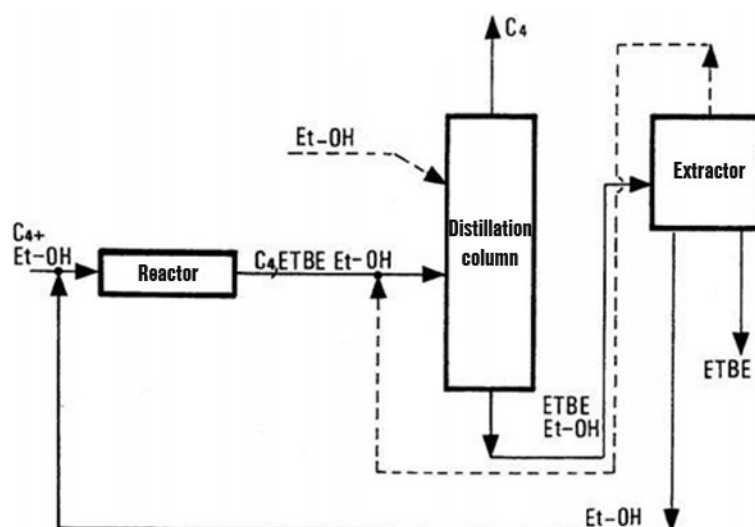 C₄
Et-OH
Extractor
C₄+
Et-OH
Reactor
C₄,ETBE Et-OH
Distillation
column
ETBE
Et-OH
ETBE
Et-OH